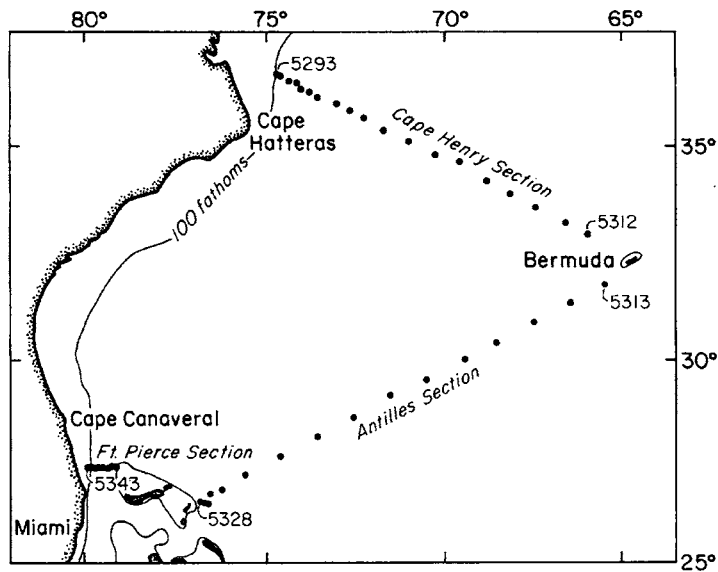 80° 75° 70° 65°
5293
Cape
Hatteras
Cape Henry Section
35°
100 fathoms
5312
Bermuda
5313
30°
Antilles Section
Cape Canaveral
Ft. Pierce Section
5343
5328
Miami
25°